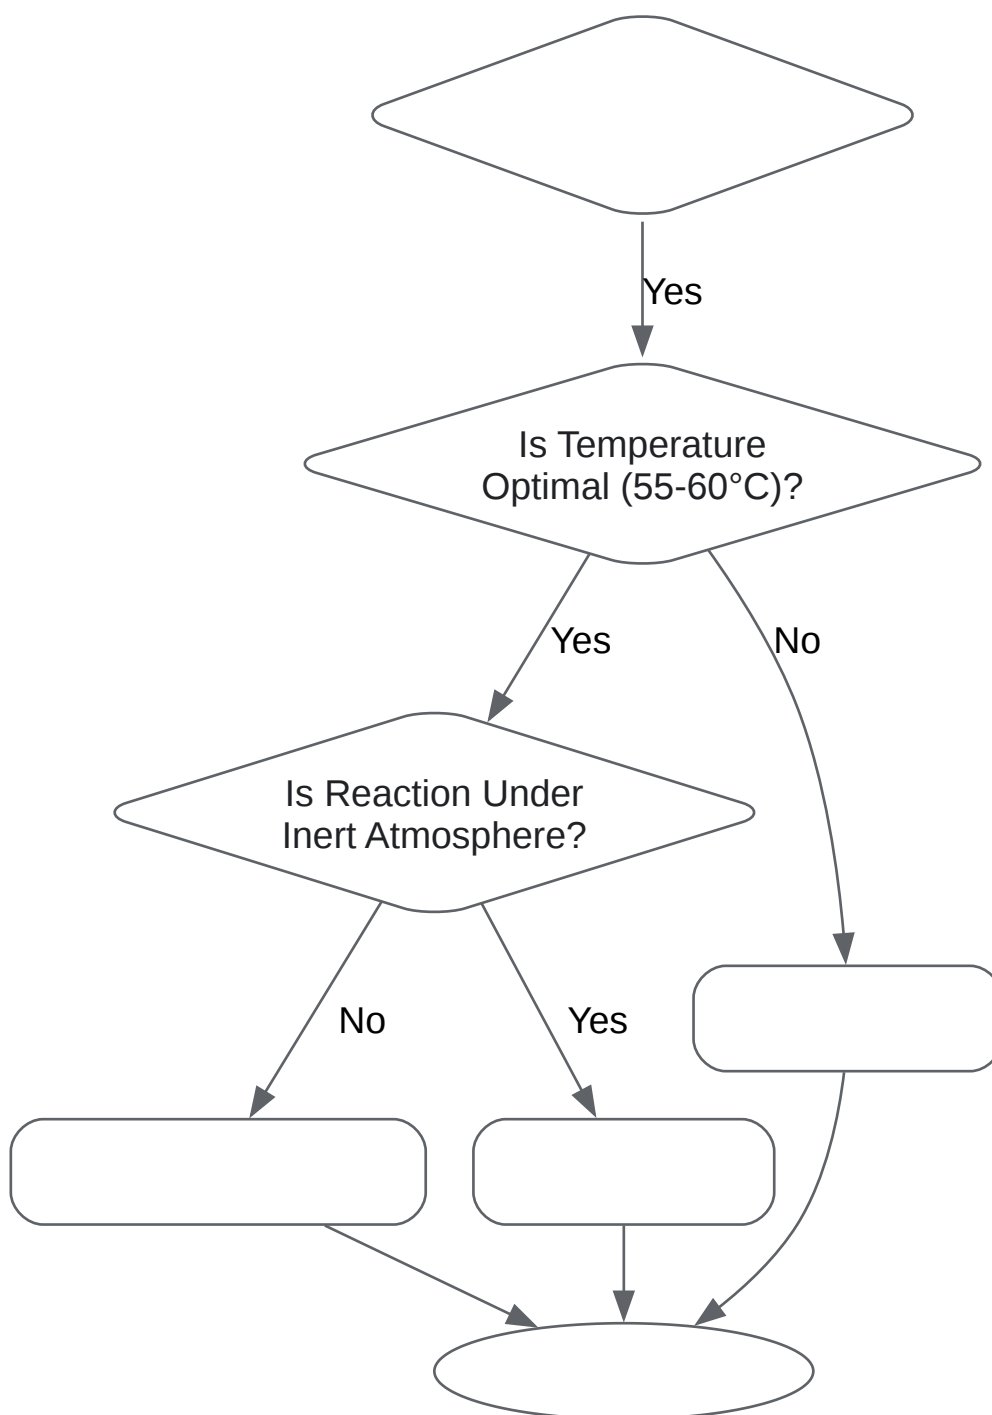 Yes
Is Temperature
Optimal (55-60°C)?
Yes
No
Is Reaction Under
Inert Atmosphere?
No
Yes